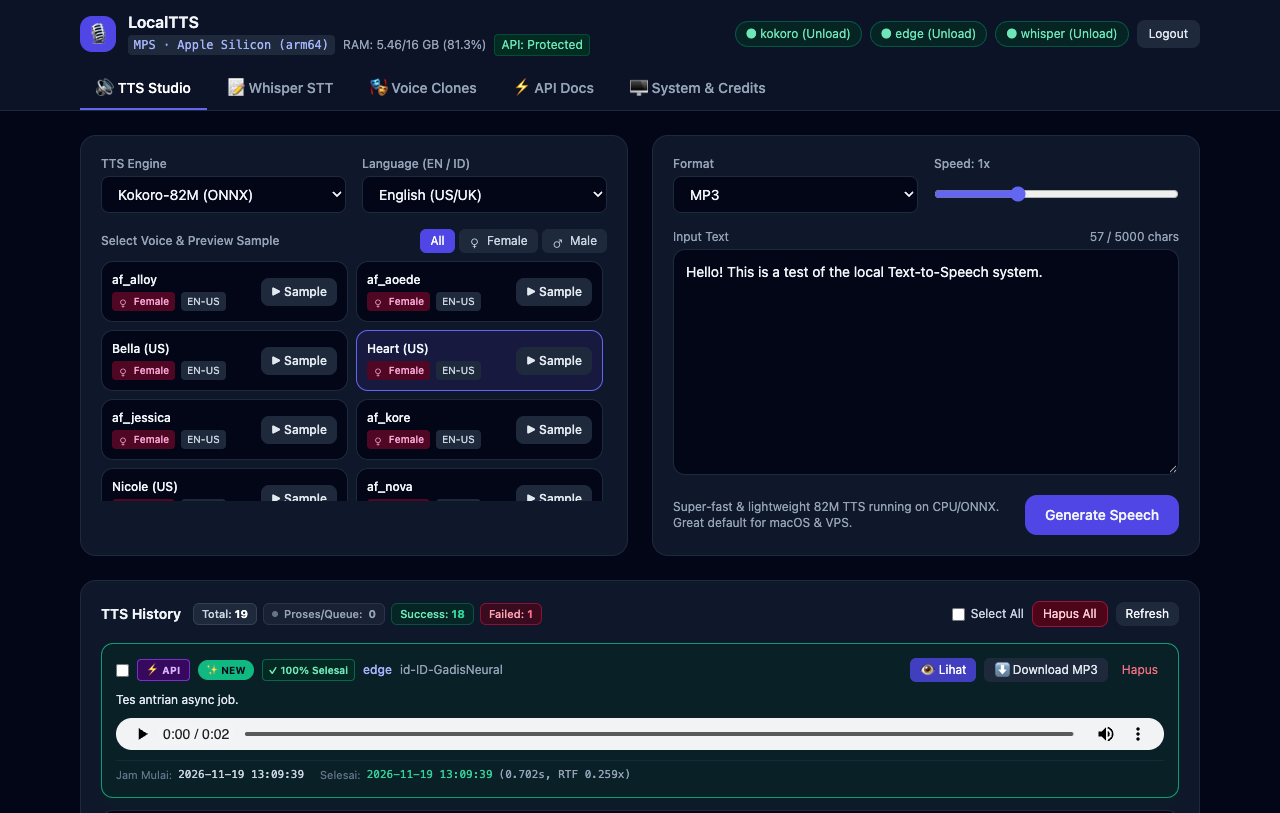 LocalTTS
MPS · Apple Silicon (arm64) RAM: 5.46/16 GB (81.3%) API: Protected
kokoro (Unload) edge (Unload) whisper (Unload) Logout
TTS Studio Whisper STT Voice Clones API Docs System & Credits
TTS Engine Language (EN / ID)
Kokoro-82M (ONNX) English (US/UK)
Select Voice & Preview Sample All ♀ Female ♂ Male
af_alloy
♀ Female EN-US ▶ Sample
af_aoede
♀ Female EN-US ▶ Sample
Bella (US)
♀ Female EN-US ▶ Sample
Heart (US)
♀ Female EN-US ▶ Sample
af_jessica
♀ Female EN-US ▶ Sample
af_kore
♀ Female EN-US ▶ Sample
Nicole (US)
▶ Sample
af_nova
▶ Sample
Format Speed: 1x
MP3
Input Text 57 / 5000 chars
Hello! This is a test of the local Text-to-Speech system.
Super-fast & lightweight 82M TTS running on CPU/ONNX.
Great default for macOS & VPS.
Generate Speech
TTS History Total: 19 Proses/Queue: 0 Success: 18 Failed: 1 Select All Hapus All Refresh
⚡ API ✨ NEW ✓ 100% Selesai edge id-ID-GadisNeural Lihat Download MP3 Hapus
Tes antrian async job.
0:00 / 0:02
Jam Mulai: 2026-11-19 13:09:39 Selesai: 2026-11-19 13:09:39 (0.702s, RTF 0.259x)